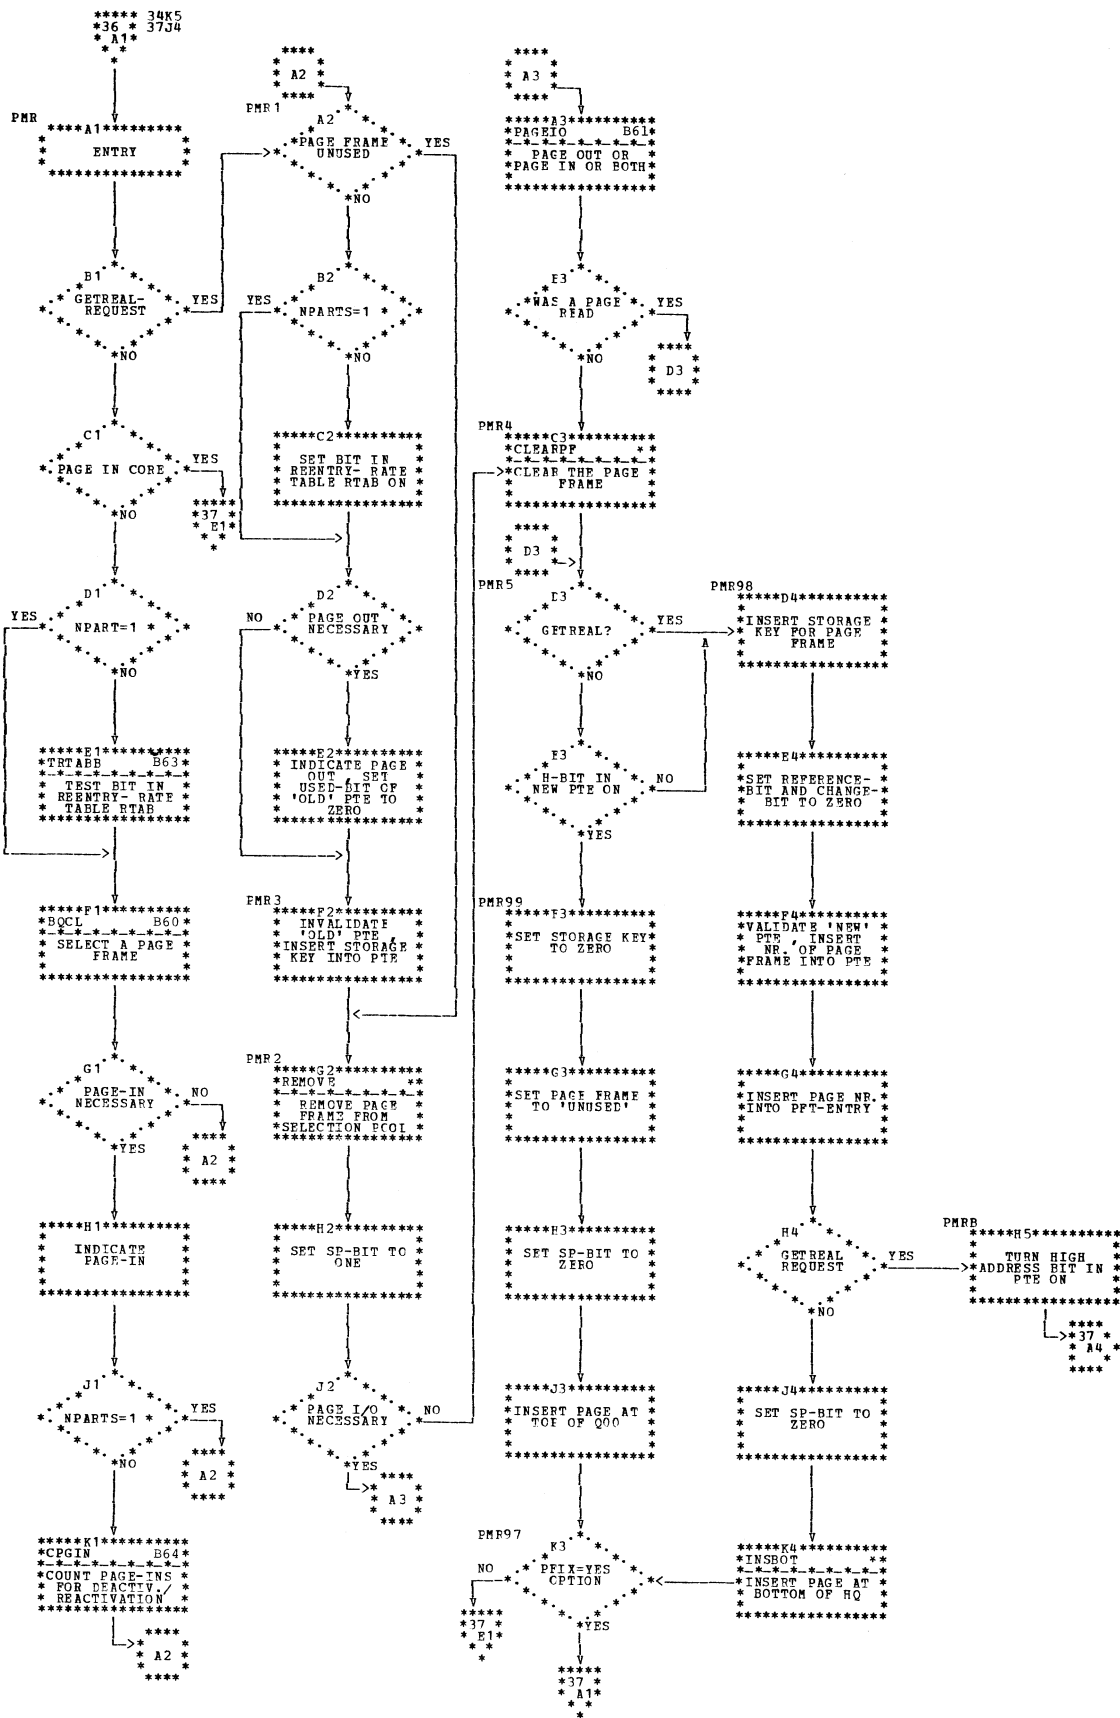 34K5
36
37J4
A1
PMR
A1
ENTRY
B1
GETREAL-
REQUEST
YES
NO
C1
PAGE IN CORE
YES
37
E1
NO
D1
NPART=1
YES
NO
E1
TRTABB B63
TEST BIT IN
REENTRY- RATE
TABLE RTAB
F1
BQCL B60
SELECT A PAGE
FRAME
G1
PAGE-IN
NECESSARY
NO
A2
YES
H1
INDICATE
PAGE-IN
J1
NPARTS=1
YES
A2
NO
K1
CPGIN B64
COUNT PAGE-INS
FOR DEACTIV./
REACTIVATION
A2
A2
PMR1
A2
PAGE FRAME
UNUSED
YES
NO
B2
NPARTS=1
YES
NO
C2
SET BIT IN
REENTRY- RATE
TABLE RTAB ON
D2
PAGE OUT
NECESSARY
NO
YES
E2
INDICATE PAGE
OUT , SET
USED-BIT OF
'OLD' PTE TO
ZERO
PMR3
F2
INVALIDATE
'OLD' PTE ,
INSERT STORAGE
KEY INTO PTE
PMR2
G2
REMOVE
REMOVE PAGE
FRAME FROM
SELECTION POOL
H2
SET SP-BIT TO
ONE
J2
PAGE I/O
NECESSARY
NO
YES
A3
A3
A3
PAGEIO B61
PAGE OUT OR
PAGE IN OR BOTH
B3
WAS A PAGE
READ
YES
D3
NO
PMR4
C3
CLEARPF
CLEAR THE PAGE
FRAME
D3
PMR5
D3
GETREAL?
YES
A
NO
E3
H-BIT IN
NEW PTE ON
NO
YES
PMR99
F3
SET STORAGE KEY
TO ZERO
G3
SET PAGE FRAME
TO 'UNUSED'
H3
SET SP-BIT TO
ZERO
J3
INSERT PAGE AT
TOP OF Q00
PMR97
K3
PFIX=YES
OPTION
NO
37
E1
YES
37
A1
PMR98
D4
INSERT STORAGE
KEY FOR PAGE
FRAME
E4
SET REFERENCE-
BIT AND CHANGE-
BIT TO ZERO
F4
VALIDATE 'NEW'
PTE , INSERT
NR. OF PAGE
FRAME INTO PTE
G4
INSERT PAGE NR.
INTO PFT-ENTRY
H4
GETREAL
REQUEST
YES
NO
J4
SET SP-BIT TO
ZERO
K4
INSBOT
INSERT PAGE AT
BOTTOM OF HQ
PMRB
H5
TURN HIGH
ADDRESS BIT IN
PTE ON
37
A4